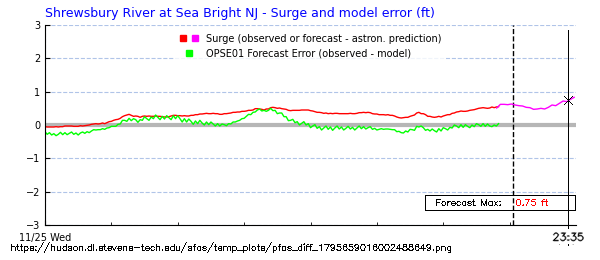 Shrewsbury River at Sea Bright NJ - Surge and model error (ft)
Surge (observed or forecast - astron. prediction)
OPSE01 Forecast Error (observed - model)
3
2
1
0
−1
−2
−3
Forecast Max: 0.75 ft
11/25 Wed 23:35
https://hudson.dl.stevens-tech.edu/sfas/temp_plots/pfas_diff_1795659016002488649.png